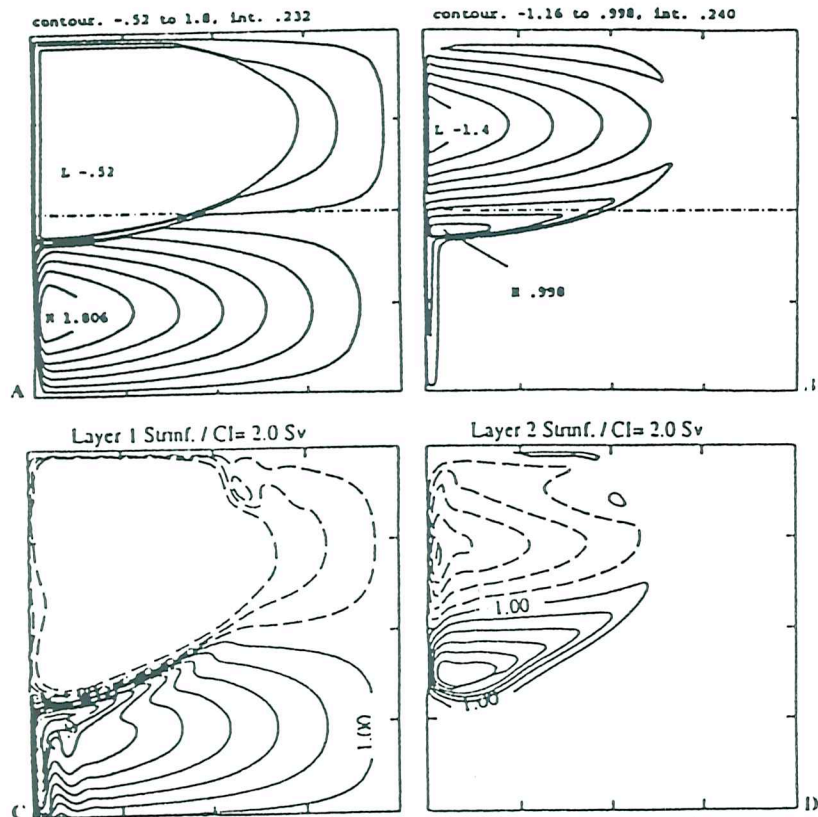 contour. -.52 to 1.8, int. .232
contour. -1.16 to .998, int. .240
L -.52
H 1.806
A
L -1.4
H .998
B
Layer 1 Strmf. / CI= 2.0 Sv
Layer 2 Strmf. / CI= 2.0 Sv
1.00
C
1.00
1.00
D